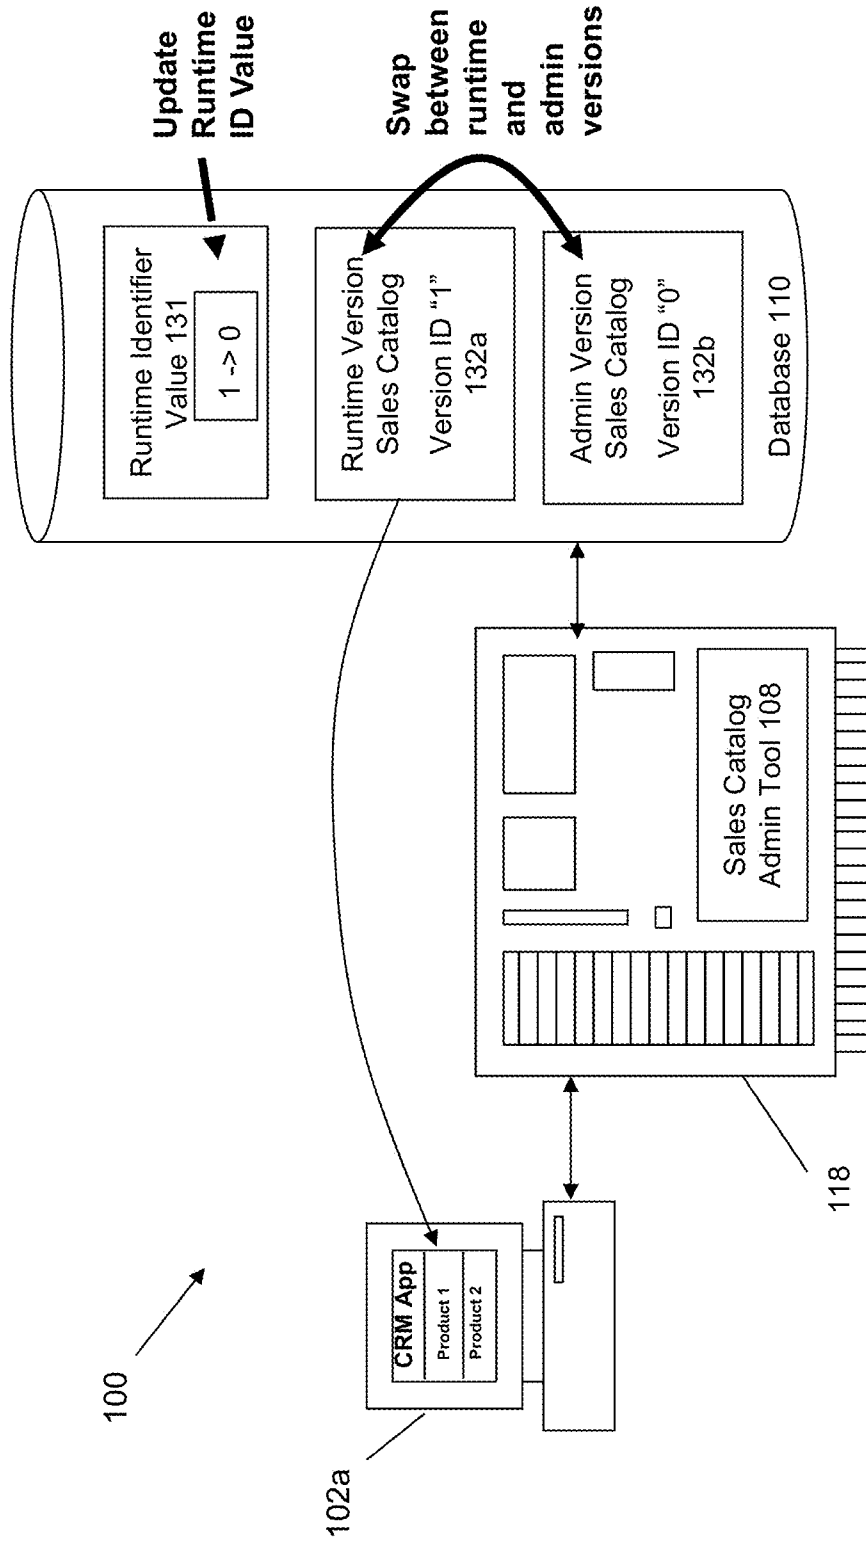 100
102a
CRM App
Product 1
Product 2
118
Sales Catalog
Admin Tool 108
Runtime Identifier
Value 131
1 -> 0
Runtime Version
Sales Catalog
Version ID “1”
132a
Admin Version
Sales Catalog
Version ID “0”
132b
Database 110
Update
Runtime
ID Value
Swap
between
runtime
and
admin
versions